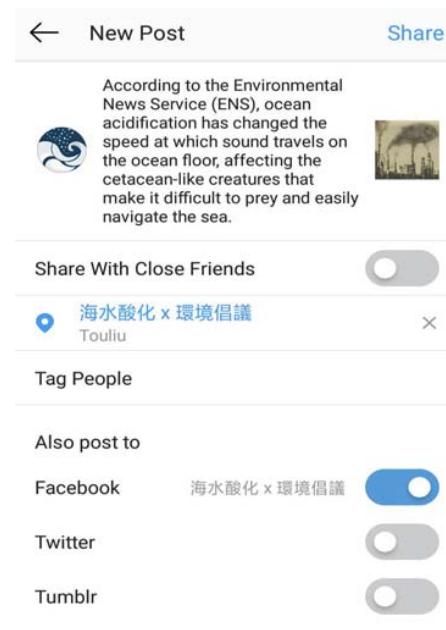 New Post
Share
According to the Environmental
News Service (ENS), ocean
acidification has changed the
speed at which sound travels on
the ocean floor, affecting the
cetacean-like creatures that
make it difficult to prey and easily
navigate the sea.
Share With Close Friends
海水酸化 x 環境倡議
Touliu
Tag People
Also post to
Facebook 海水酸化 x 環境倡議
Twitter
Tumblr